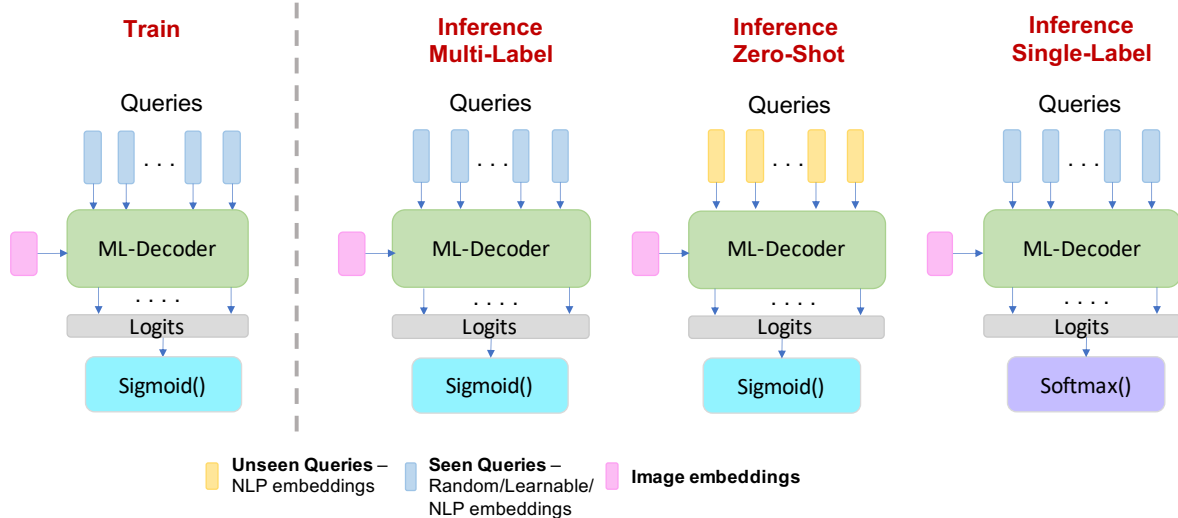 Train
Queries
. . .
ML-Decoder
. . . .
Logits
Sigmoid()
Inference
Multi-Label
Queries
. . .
ML-Decoder
. . . .
Logits
Sigmoid()
Inference
Zero-Shot
Queries
. . .
ML-Decoder
. . . .
Logits
Sigmoid()
Inference
Single-Label
Queries
. . .
ML-Decoder
. . . .
Logits
Softmax()
Unseen Queries –
NLP embeddings
Seen Queries –
Random/Learnable/
NLP embeddings
Image embeddings